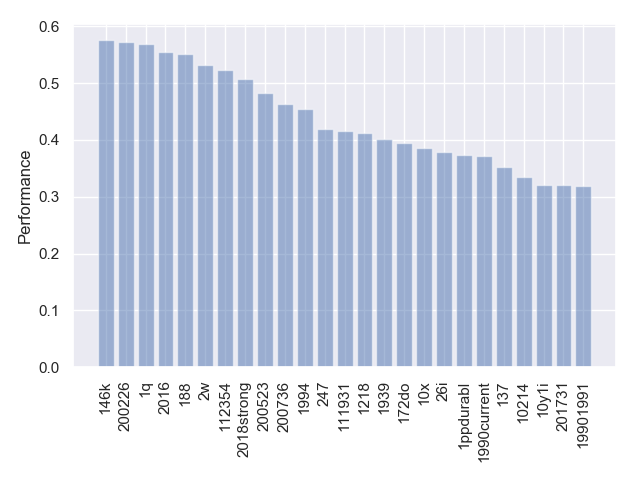 0.6
0.5
0.4
0.3
0.2
0.1
0.0
Performance
146k
200226
1q
2016
188
2w
112354
2018strong
200523
200736
1994
247
111931
1218
1939
172do
10x
26i
1ppdurabl
1990current
137
10214
10y1i
201731
19901991